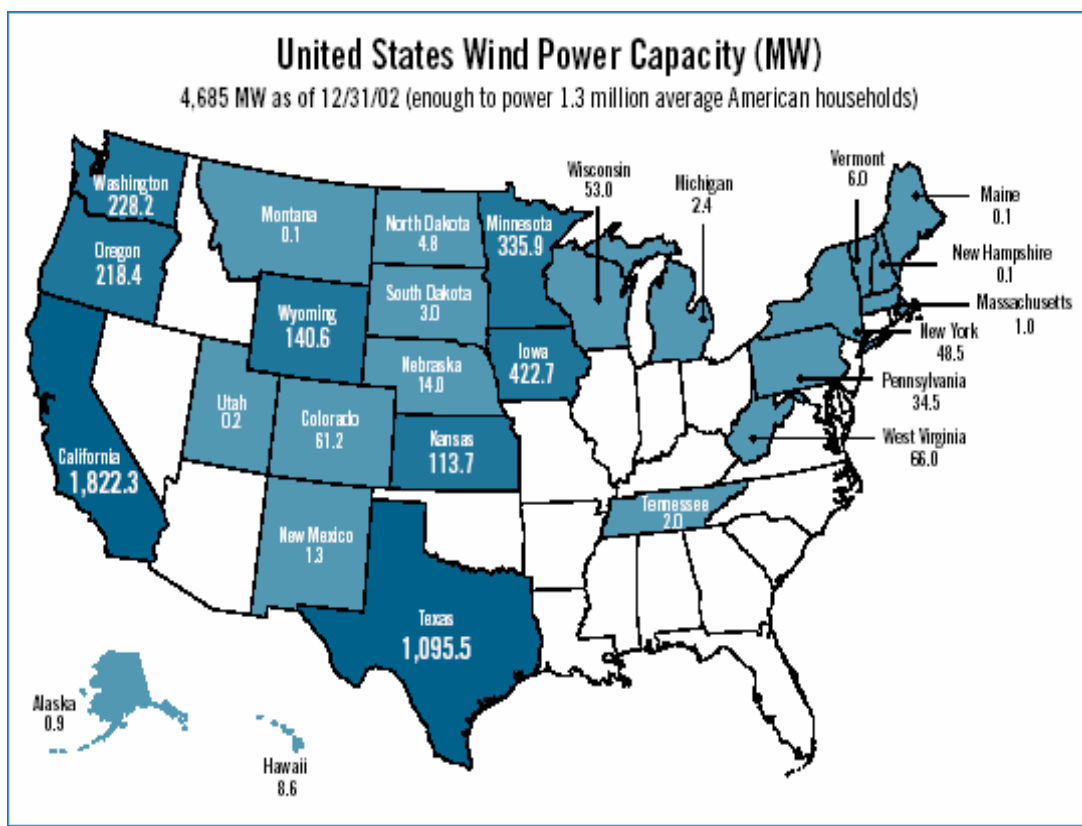 United States Wind Power Capacity (MW)
4,685 MW as of 12/31/02 (enough to power 1.3 million average American households)
Washington
228.2
Oregon
218.4
California
1,822.3
Montana
0.1
Wyoming
140.6
Utah
0.2
Colorado
61.2
New Mexico
1.3
North Dakota
4.8
South Dakota
3.0
Nebraska
14.0
Kansas
113.7
Texas
1,095.5
Minnesota
335.9
Iowa
422.7
Wisconsin
53.0
Michigan
2.4
Tennessee
2.0
Vermont
6.0
Maine
0.1
New Hampshire
0.1
Massachusetts
1.0
New York
48.5
Pennsylvania
34.5
West Virginia
66.0
Alaska
0.9
Hawaii
8.6